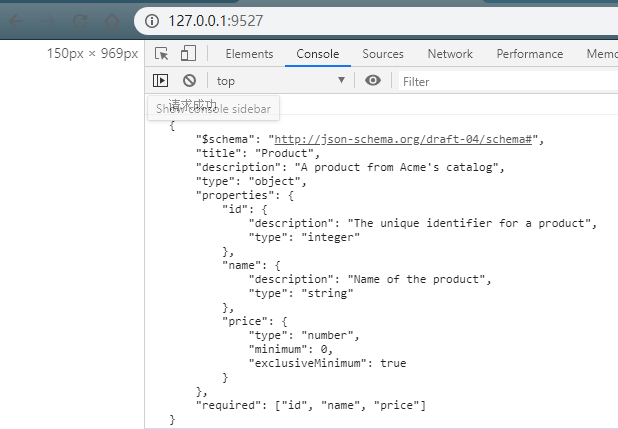 127.0.0.1:9527
150px × 969px
Elements Console Sources Network Performance Memo
top Filter
请求成功
Show console sidebar
{
    "$schema": "http://json-schema.org/draft-04/schema#",
    "title": "Product",
    "description": "A product from Acme's catalog",
    "type": "object",
    "properties": {
        "id": {
            "description": "The unique identifier for a product",
            "type": "integer"
        },
        "name": {
            "description": "Name of the product",
            "type": "string"
        },
        "price": {
            "type": "number",
            "minimum": 0,
            "exclusiveMinimum": true
        }
    },
    "required": ["id", "name", "price"]
}